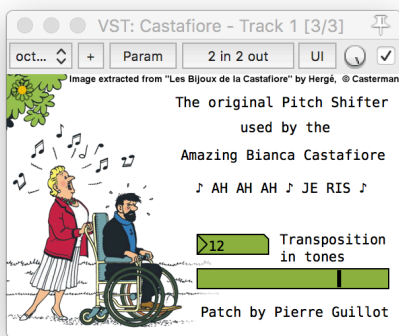 VST: Castafiore - Track 1 [3/3]
oct... + Param 2 in 2 out UI
Image extracted from "Les Bijoux de la Castafiore" by Hergé, © Casterman
The original Pitch Shifter
used by the
Amazing Bianca Castafiore
♪ AH AH AH ♪ JE RIS ♪
12
Transposition
in tones
Patch by Pierre Guillot